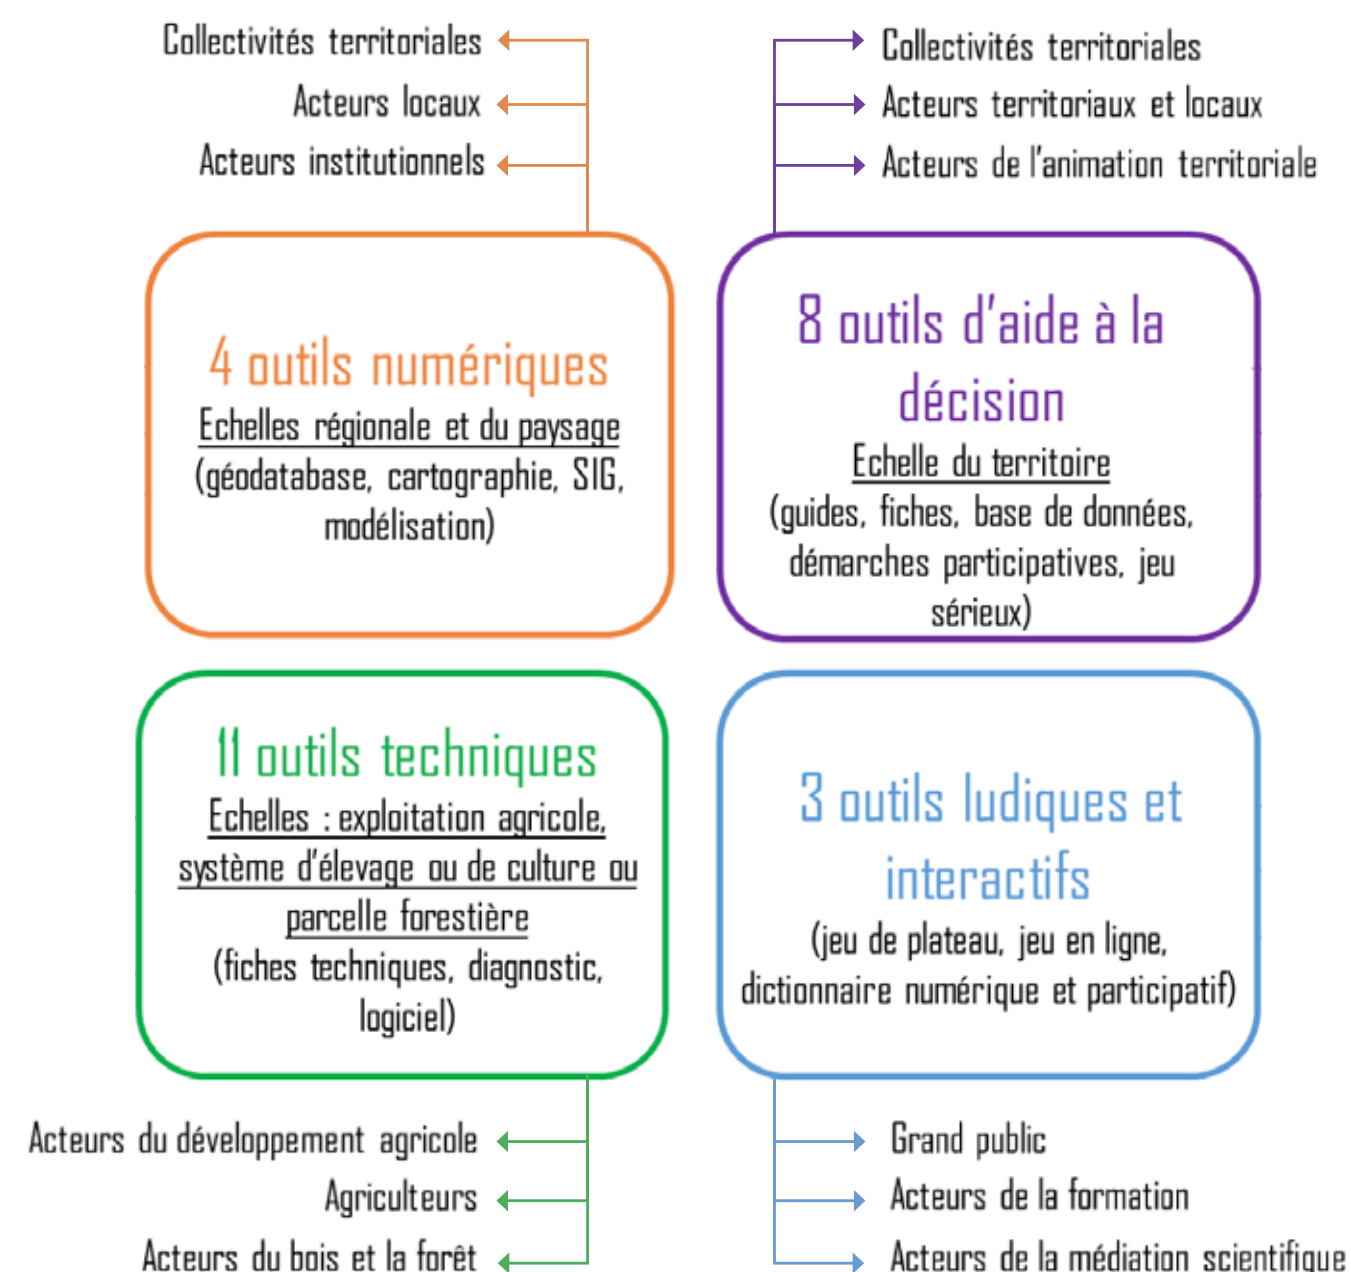 Collectivités territoriales
Acteurs locaux
Acteurs institutionnels
Collectivités territoriales
Acteurs territoriaux et locaux
Acteurs de l'animation territoriale
4 outils numériques
Echelles régionale et du paysage
(géodatabase, cartographie, SIG,
modélisation)
8 outils d'aide à la
décision
Echelle du territoire
(guides, fiches, base de données,
démarches participatives, jeu
sérieux)
11 outils techniques
Echelles : exploitation agricole,
système d'élevage ou de culture ou
parcelle forestière
(fiches techniques, diagnostic,
logiciel)
3 outils ludiques et
interactifs
(jeu de plateau, jeu en ligne,
dictionnaire numérique et participatif)
Acteurs du développement agricole
Agriculteurs
Acteurs du bois et la forêt
Grand public
Acteurs de la formation
Acteurs de la médiation scientifique